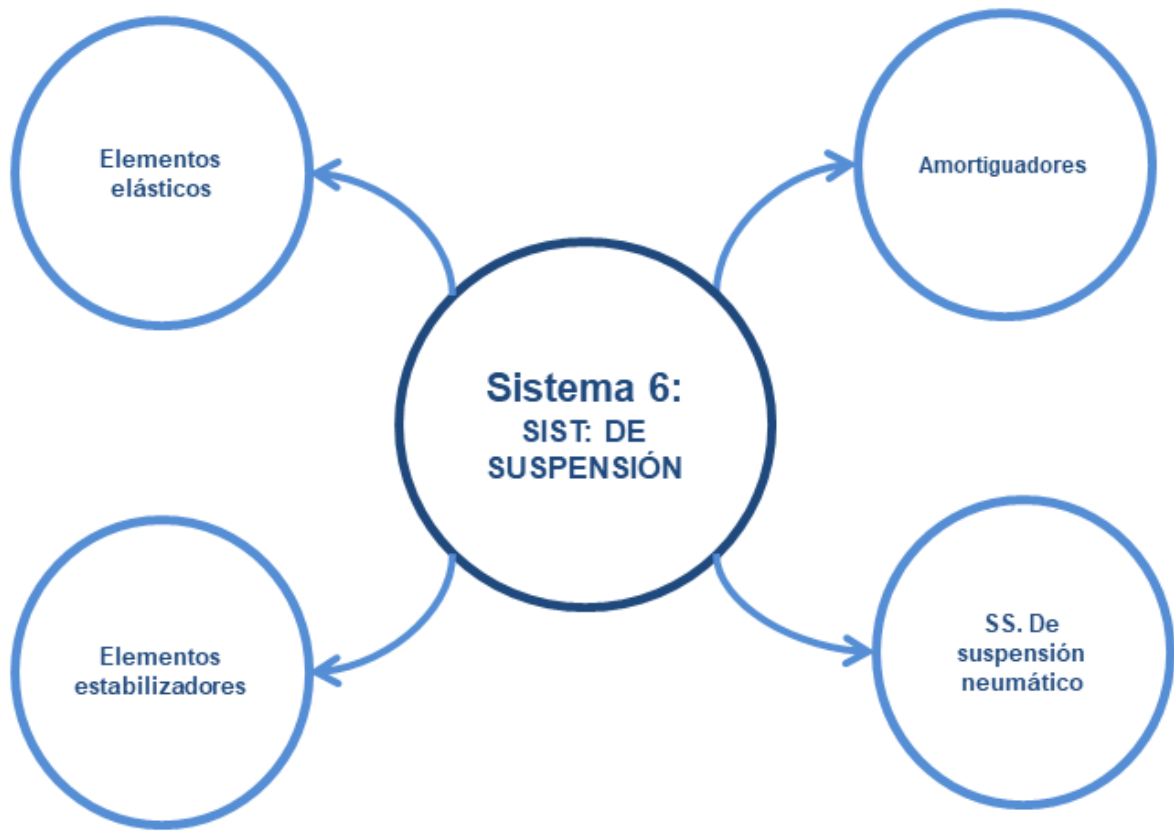 Elementos
elásticos
Amortiguadores
Sistema 6:
SIST: DE
SUSPENSIÓN
Elementos
estabilizadores
SS. De
suspensión
neumático